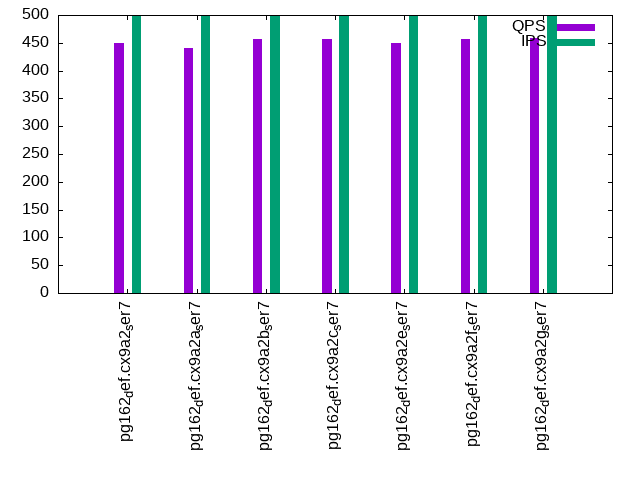 500
450
400
350
300
250
200
150
100
50
0
QPS
IPS
pg162def.cx9a2ser7
pg162def.cx9a2aser7
pg162def.cx9a2bser7
pg162def.cx9a2cser7
pg162def.cx9a2eser7
pg162def.cx9a2fser7
pg162def.cx9a2gser7